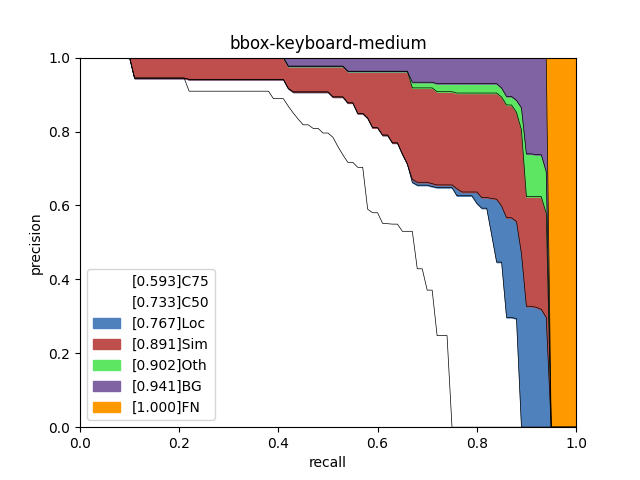 bbox-keyboard-medium
1.0
0.8
0.6
0.4
0.2
0.0
precision
[0.593]C75
[0.733]C50
[0.767]Loc
[0.891]Sim
[0.902]Oth
[0.941]BG
[1.000]FN
0.0 0.2 0.4 0.6 0.8 1.0
recall